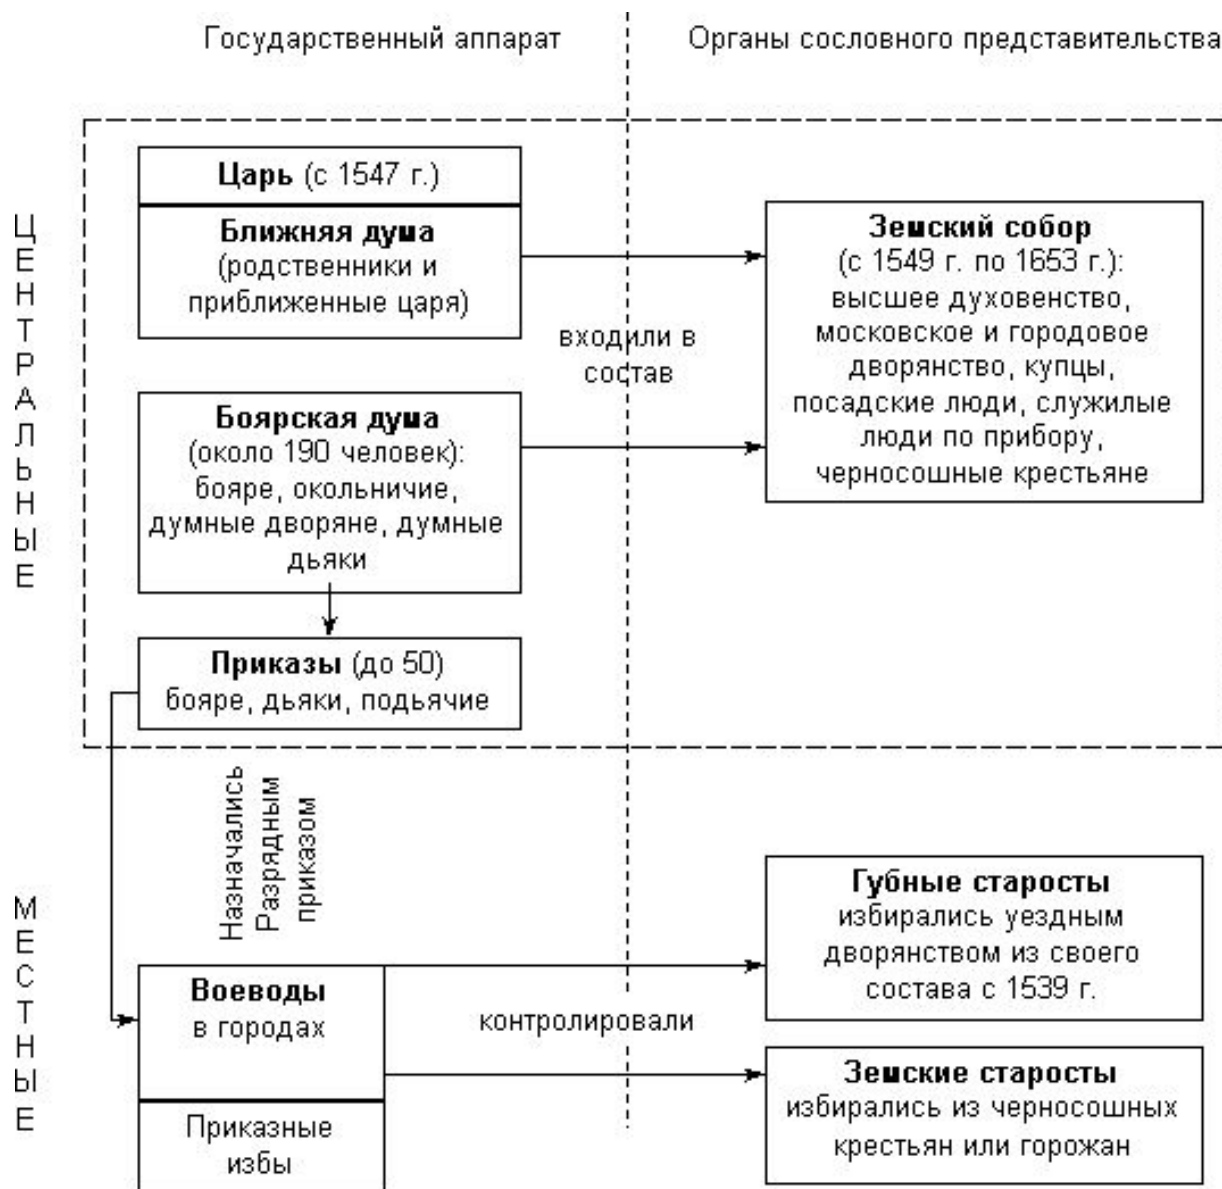 Государственный аппарат
Органы сословного представительства
ЦЕНТРАЛЬНЫЕ
Царь (с 1547 г.)
Ближняя дума
(родственники и
приближенные царя)
входили в
состав
Земский собор
(с 1549 г. по 1653 г.):
высшее духовенство,
московское и городовое
дворянство, купцы,
посадские люди, служилые
люди по прибору,
черносошные крестьяне
Боярская дума
(около 190 человек):
бояре, окольничие,
думные дворяне, думные
дьяки
Приказы (до 50)
бояре, дьяки, подьячие
Назначались
Разрядным
приказом
МЕСТНЫЕ
Воеводы
в городах
Приказные
избы
контролировали
Губные старосты
избирались уездным
дворянством из своего
состава с 1539 г.
Земские старосты
избирались из черносошных
крестьян или горожан